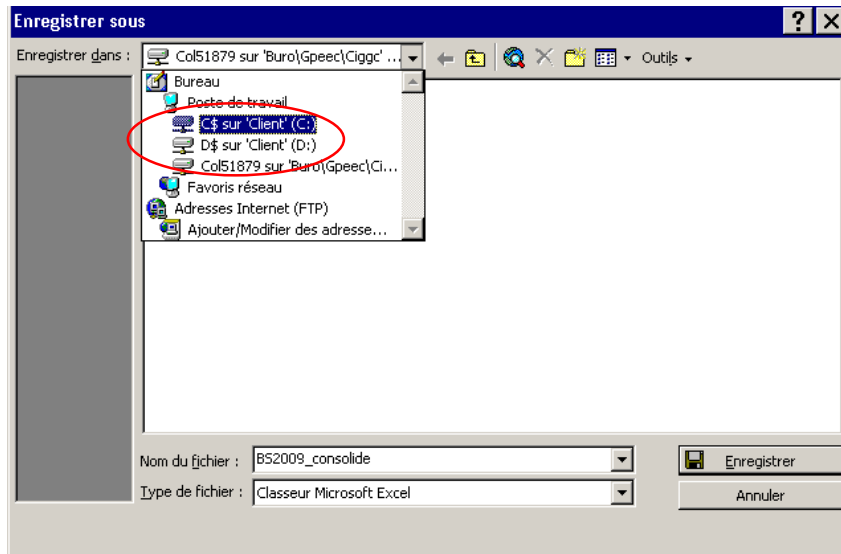 Enregistrer sous
Enregistrer dans : Col51879 sur 'Buro\Gpeec\Ciggc' ... Outils
Bureau
Poste de travail
C$ sur 'Client' (C:)
D$ sur 'Client' (D:)
Col51879 sur 'Buro\Gpeec\Ci...
Favoris réseau
Adresses Internet (FTP)
Ajouter/Modifier des adresse...
Nom du fichier : BS2009_consolide Enregistrer
Type de fichier : Classeur Microsoft Excel Annuler